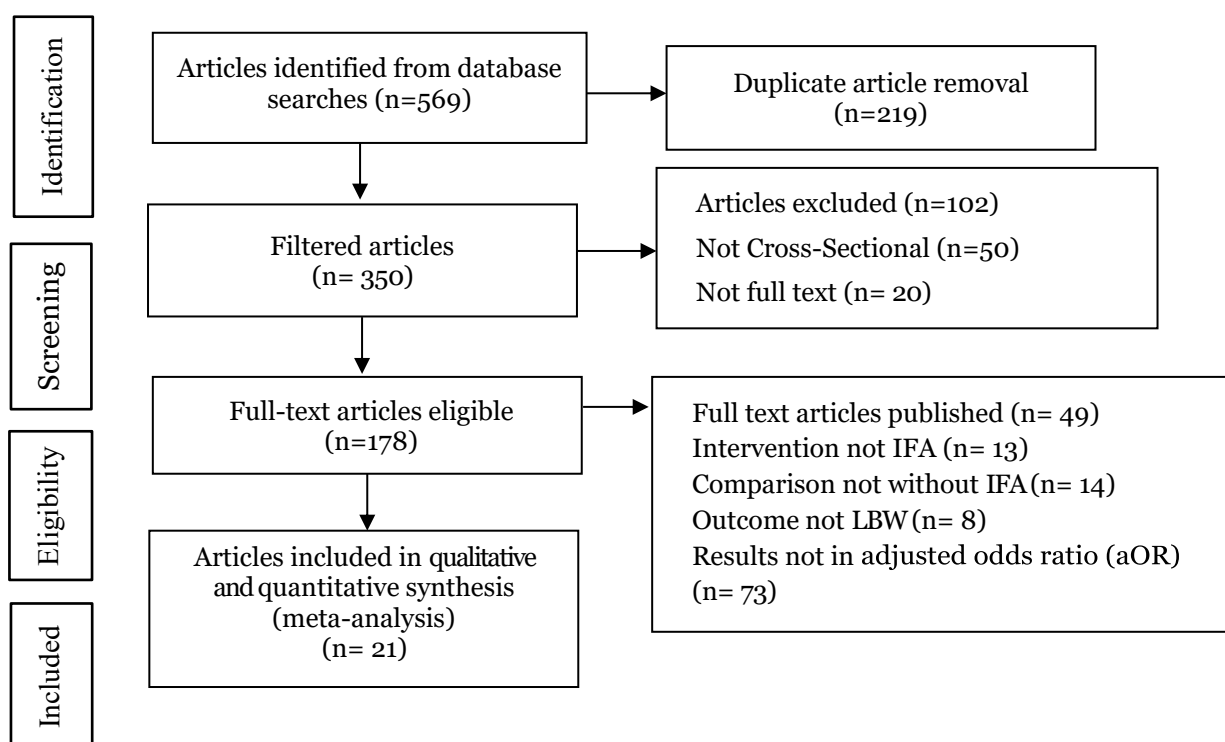 Identification
Articles identified from database
searches (n=569)
Duplicate article removal
(n=219)
Screening
Filtered articles
(n= 350)
Articles excluded (n=102)
Not Cross-Sectional (n=50)
Not full text (n= 20)
Eligibility
Full-text articles eligible
(n=178)
Full text articles published (n= 49)
Intervention not IFA (n= 13)
Comparison not without IFA (n= 14)
Outcome not LBW (n= 8)
Results not in adjusted odds ratio (aOR)
(n= 73)
Included
Articles included in qualitative
and quantitative synthesis
(meta-analysis)
(n= 21)